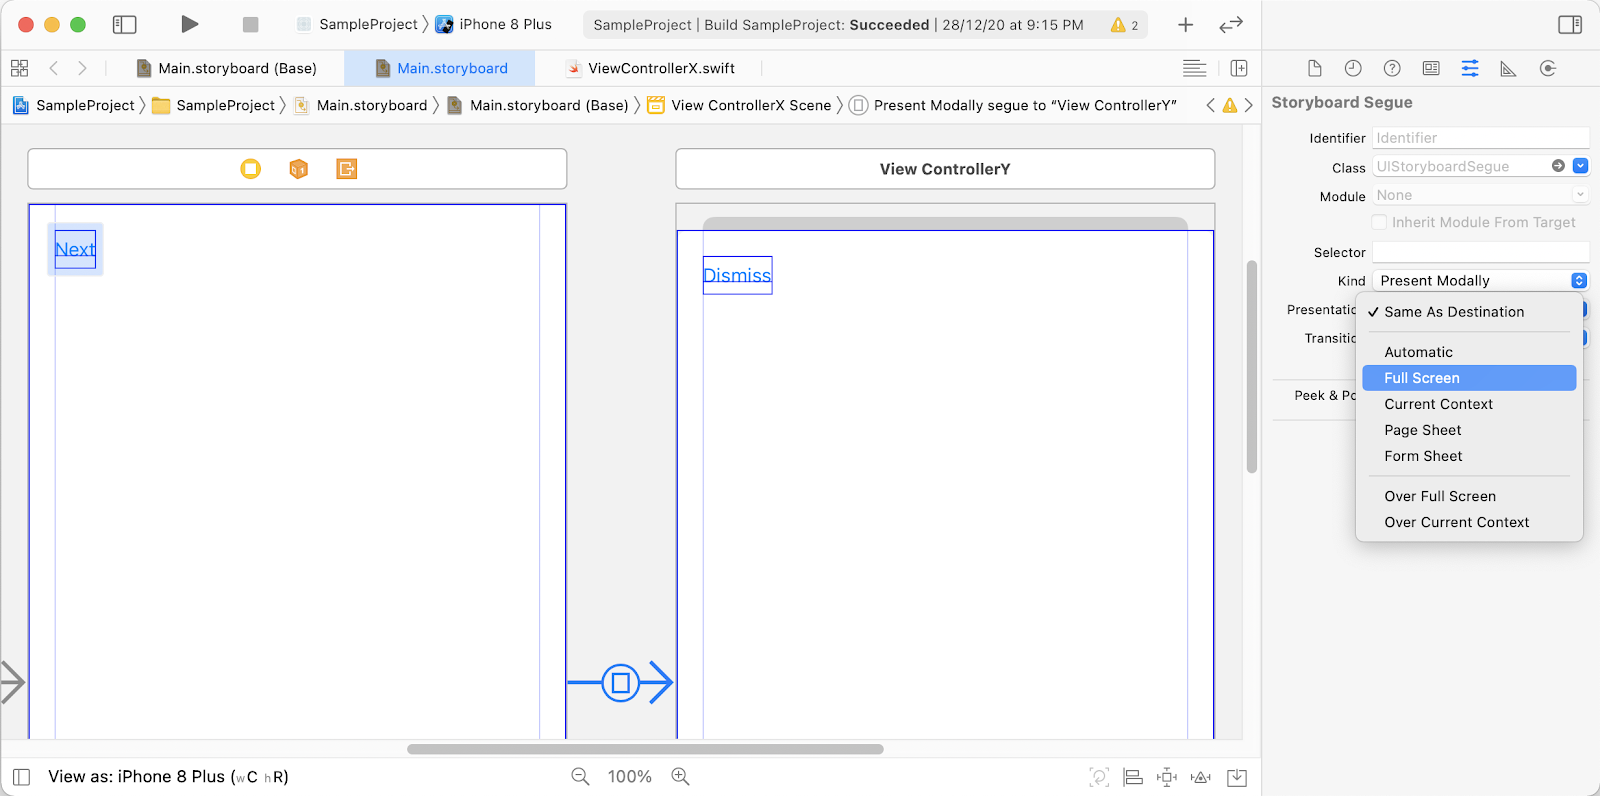 SampleProject iPhone 8 Plus
SampleProject | Build SampleProject: Succeeded | 28/12/20 at 9:15 PM 2
Main.storyboard (Base) Main.storyboard ViewControllerX.swift
SampleProject SampleProject Main.storyboard Main.storyboard (Base) View ControllerX Scene Present Modally segue to “View ControllerY”
View ControllerY
Next
Dismiss
View as: iPhone 8 Plus (wC hR)
100%
Storyboard Segue
Identifier Identifier
Class UIStoryboardSegue
Module None
Inherit Module From Target
Selector
Kind Present Modally
Presentatio
Transitio
Peek & Po
✓ Same As Destination
Automatic
Full Screen
Current Context
Page Sheet
Form Sheet
Over Full Screen
Over Current Context